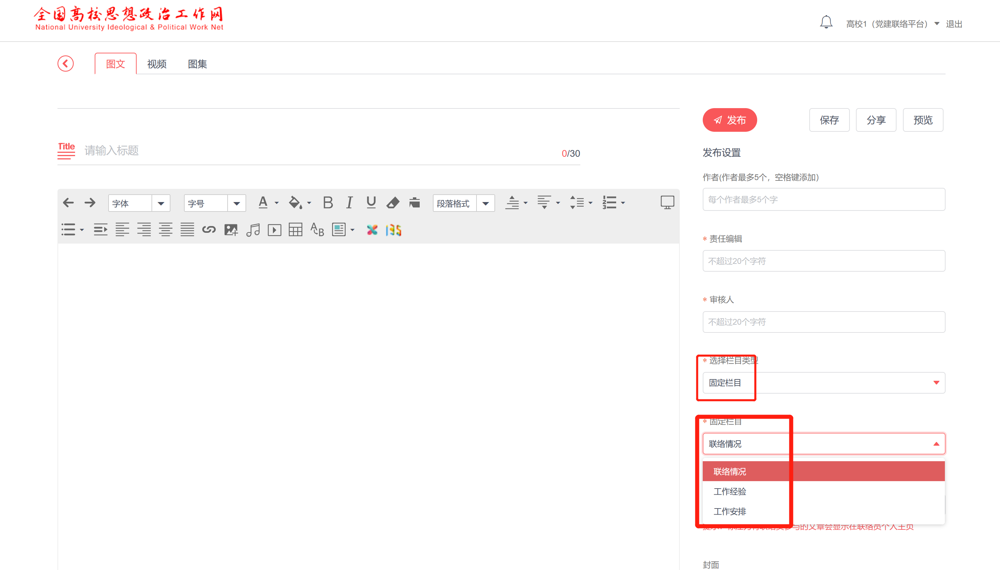 全国高校思想政治工作网
National University Ideological & Political Work Net
高校1（党建联络平台） 退出
图文 视频 图集
发布 保存 分享 预览
Title 请输入标题 0/30
发布设置
作者(作者最多5个，空格键添加)
每个作者最多5个字
字体 字号 A B I U 段落格式
AB 135
* 责任编辑
不超过20个字符
* 审核人
不超过20个字符
* 选择栏目类型
固定栏目
* 固定栏目
联络情况
联络情况
工作经验
工作安排
与的文章会显示在联络员个人主页
封面